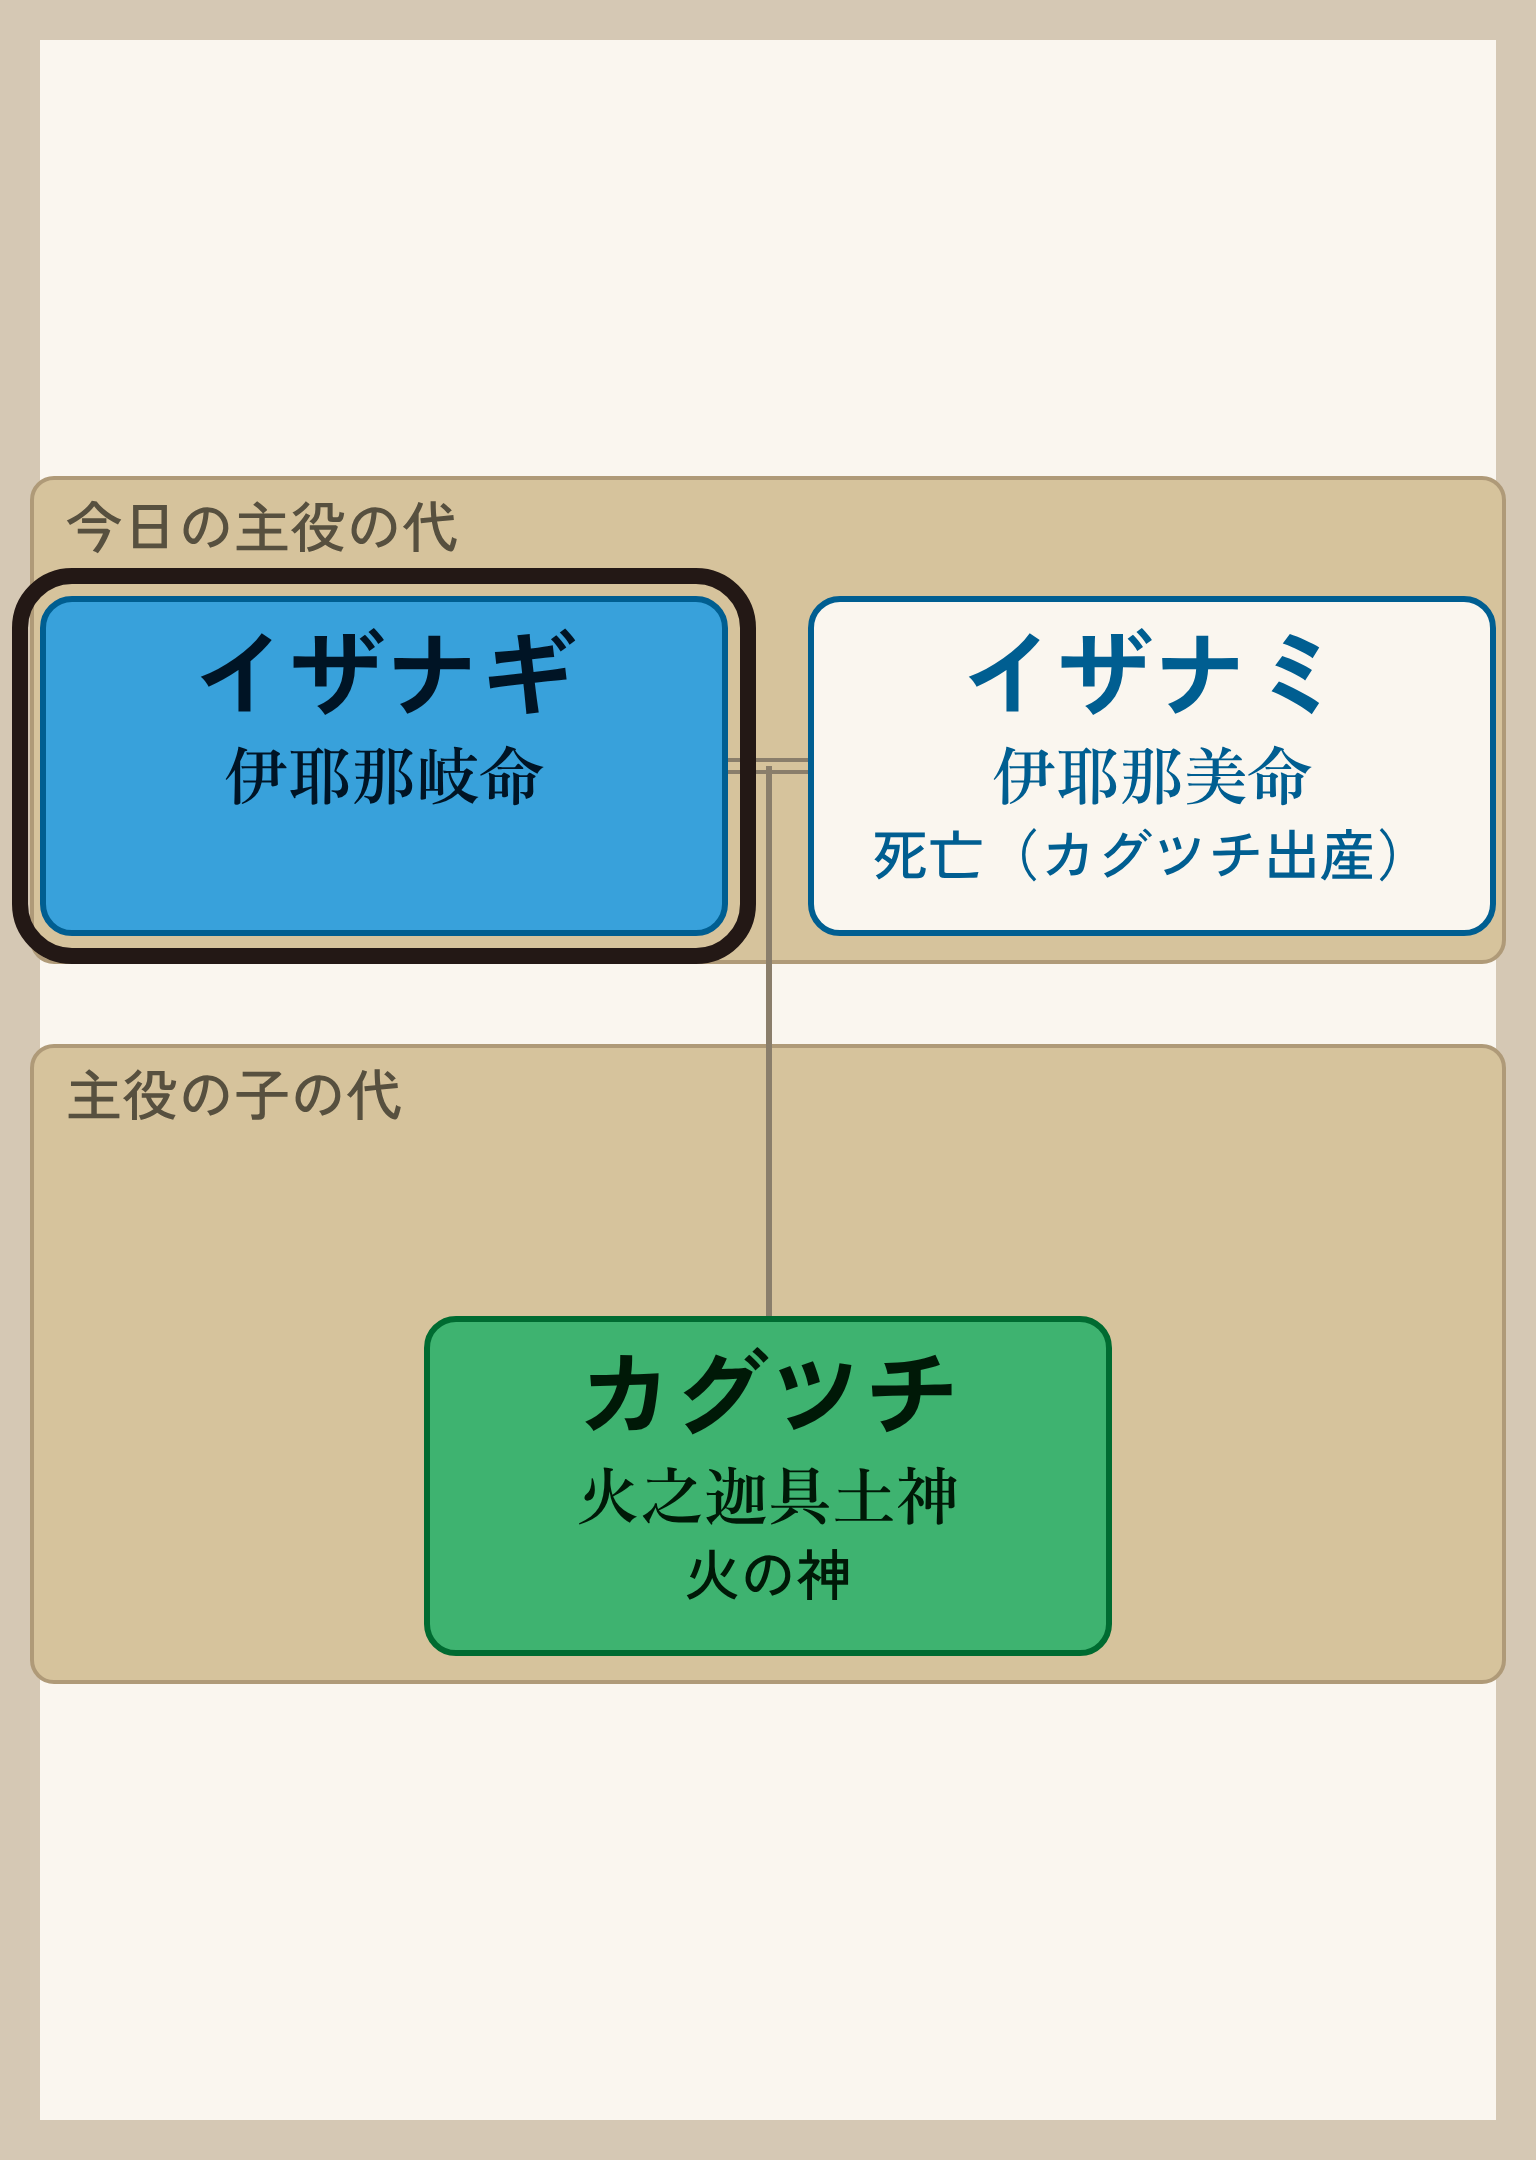 今日の主役の代
イザナギ
伊耶那岐命
イザナミ
伊耶那美命
死亡（カグツチ出産）
主役の子の代
カグツチ
火之迦具土神
火の神